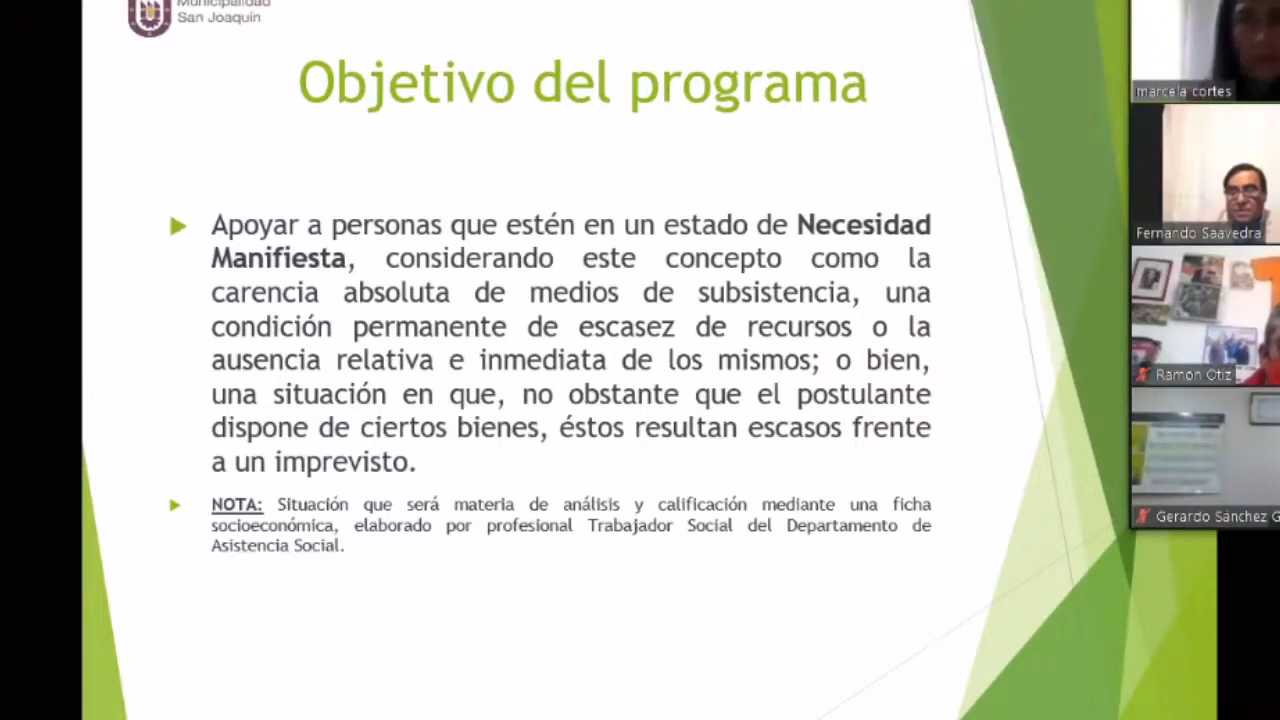 Municipalidad
San Joaquín
Objetivo del programa
Apoyar a personas que estén en un estado de Necesidad
Manifiesta, considerando este concepto como la
carencia absoluta de medios de subsistencia, una
condición permanente de escasez de recursos o la
ausencia relativa e inmediata de los mismos; o bien,
una situación en que, no obstante que el postulante
dispone de ciertos bienes, éstos resultan escasos frente
a un imprevisto.
NOTA: Situación que será materia de análisis y calificación mediante una ficha
socioeconómica, elaborado por profesional Trabajador Social del Departamento de
Asistencia Social.
marcela cortes
Fernando Saavedra
Ramon Otiz
Gerardo Sánchez G